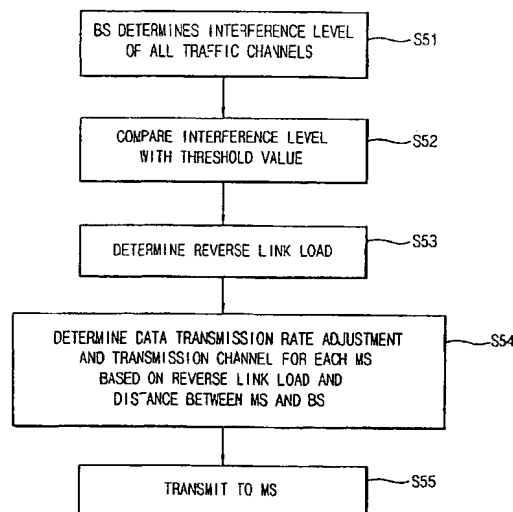 BS DETERMINES INTERFERENCE LEVEL
OF ALL TRAFFIC CHANNELS
S51
COMPARE INTERFERENCE LEVEL
WITH THRESHOLD VALUE
S52
DETERMINE REVERSE LINK LOAD
S53
DETERMINE DATA TRANSMISSION RATE ADJUSTMENT
AND TRANSMISSION CHANNEL FOR EACH MS
BASED ON REVERSE LINK LOAD AND
DISTANCE BETWEEN MS AND BS
S54
TRANSMIT TO MS
S55